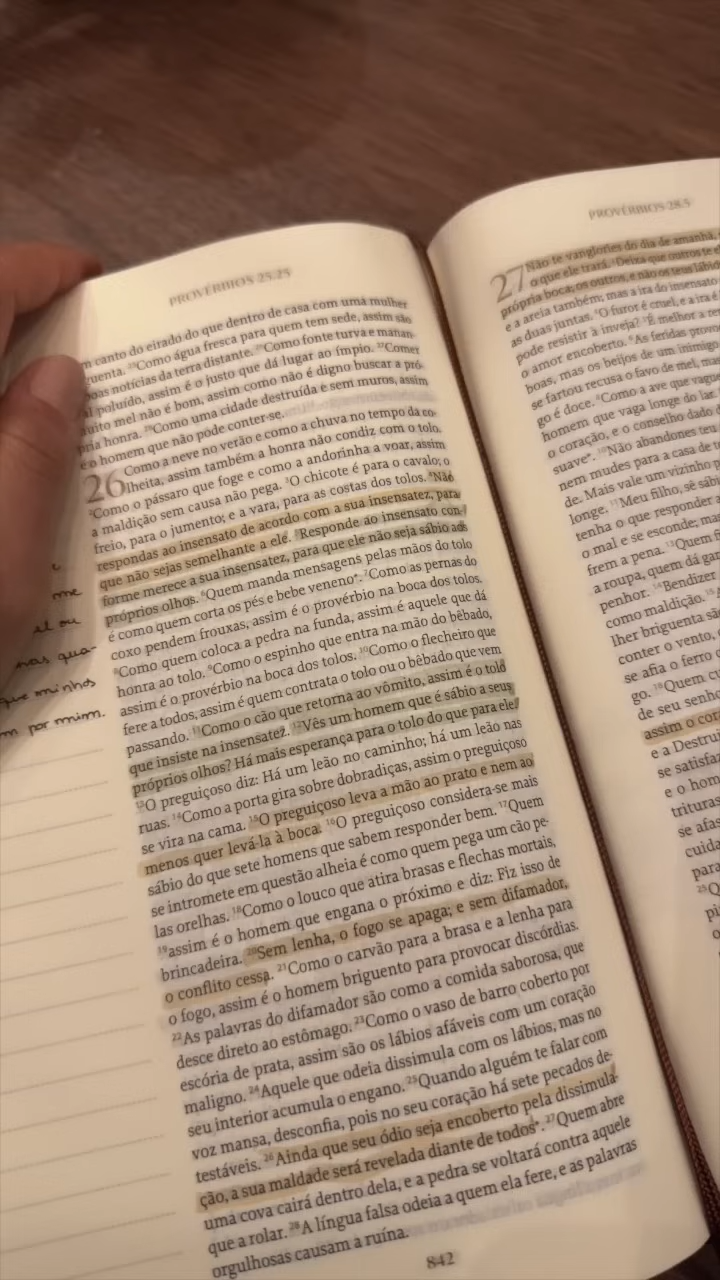 PROVÉRBIOS 25.25
canto do eirado do que dentro de casa com uma mulher
²⁵Como água fresca para quem tem sede, assim são
boas notícias da terra distante. ²⁶Como fonte turva e manan-
poluído, assim é o justo que dá lugar ao ímpio. ²⁷Comer
muito mel não é bom, assim como não é digno buscar a pró-
pria honra. ²⁸Como uma cidade destruída e sem muros, assim
é o homem que não pode conter-se.
26 Como a neve no verão e como a chuva no tempo da co-
lheita, assim também a honra não condiz com o tolo.
²Como o pássaro que foge e como a andorinha a voar, assim
a maldição sem causa não pega. ³O chicote é para o cavalo; o
freio, para o jumento; e a vara, para as costas dos tolos. ⁴Não
respondas ao insensato de acordo com a sua insensatez, para
que não sejas semelhante a ele. ⁵Responde ao insensato con-
forme merece a sua insensatez, para que ele não seja sábio aos
próprios olhos. ⁶Quem manda mensagens pelas mãos do tolo
é como quem corta os pés e bebe veneno*. ⁷Como as pernas do
coxo pendem frouxas, assim é o provérbio na boca dos tolos.
⁸Como quem coloca a pedra na funda, assim é aquele que dá
honra ao tolo. ⁹Como o espinho que entra na mão do bêbado,
assim é o provérbio na boca dos tolos. ¹⁰Como o flecheiro que
fere a todos, assim é quem contrata o tolo ou o bêbado que vem
passando. ¹¹Como o cão que retorna ao vômito, assim é o tolo
que insiste na insensatez. ¹²Vês um homem que é sábio a seus
próprios olhos? Há mais esperança para o tolo do que para ele!
¹³O preguiçoso diz: Há um leão no caminho; há um leão nas
ruas. ¹⁴Como a porta gira sobre dobradiças, assim o preguiçoso
se vira na cama. ¹⁵O preguiçoso leva a mão ao prato e nem ao
menos quer levá-la à boca. ¹⁶O preguiçoso considera-se mais
sábio do que sete homens que sabem responder bem. ¹⁷Quem
se intromete em questão alheia é como quem pega um cão pe-
las orelhas. ¹⁸Como o louco que atira brasas e flechas mortais,
¹⁹assim é o homem que engana o próximo e diz: Fiz isso de
brincadeira. ²⁰Sem lenha, o fogo se apaga; e sem difamador,
o conflito cessa. ²¹Como o carvão para a brasa e a lenha para
o fogo, assim é o homem briguento para provocar discórdias.
²²As palavras do difamador são como a comida saborosa, que
desce direto ao estômago. ²³Como o vaso de barro coberto por
escória de prata, assim são os lábios afáveis com um coração
maligno. ²⁴Aquele que odeia dissimula com os lábios, mas no
seu interior acumula o engano. ²⁵Quando alguém te falar com
voz mansa, desconfia, pois no seu coração há sete pecados de-
testáveis. ²⁶Ainda que seu ódio seja encoberto pela dissimula-
ção, a sua maldade será revelada diante de todos*. ²⁷Quem abre
uma cova cairá dentro dela, e a pedra se voltará contra aquele
que a rolar. ²⁸A língua falsa odeia a quem ela fere, e as palavras
orgulhosas causam a ruína.
842
me
el ou
mas qua-
que minhas
por mim.
PROVÉRBIOS 28.5
27 Não te vanglories do dia de amanhã,
o que ele trará. ²Deixa que outros te
própria boca; os outros, e não os teus lábios
e a areia também; mas a ira do insensato
as duas juntas. ⁴O furor é cruel, e a ira é
pode resistir à inveja? ⁵É melhor a
o amor encoberto. ⁶As feridas
boas, mas os beijos de um inimigo
se fartou recusa o favo de mel, mas
go é doce. ⁸Como a ave que
homem que vaga longe do lar.
o coração, e o conselho dado
suave*. ¹⁰Não abandones teu
nem mudes para a casa de
de. Mais vale um vizinho
longe. ¹¹Meu filho, sê
tenha o que responder
o mal e se esconde;
frem a pena. ¹³Quem
a roupa, quem dá
penhor. ¹⁴Bendizer
como maldição.
lher briguenta
conter o vento,
se afia o ferro
go. ¹⁸Quem
de seu
assim o
e a
se
e o
trituras
se
para